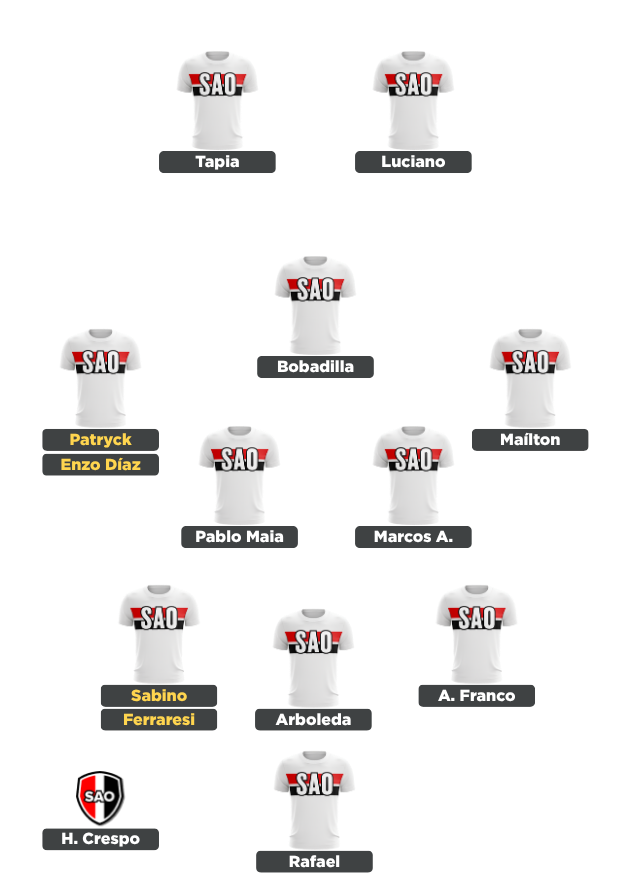 SAO SAO
Tapia Luciano
SAO
Bobadilla
SAO SAO
Patryck Maílton
Enzo Díaz
SAO SAO
Pablo Maia Marcos A.
SAO SAO
SAO
Sabino A. Franco
Ferraresi Arboleda
SAO
SAO
H. Crespo
Rafael